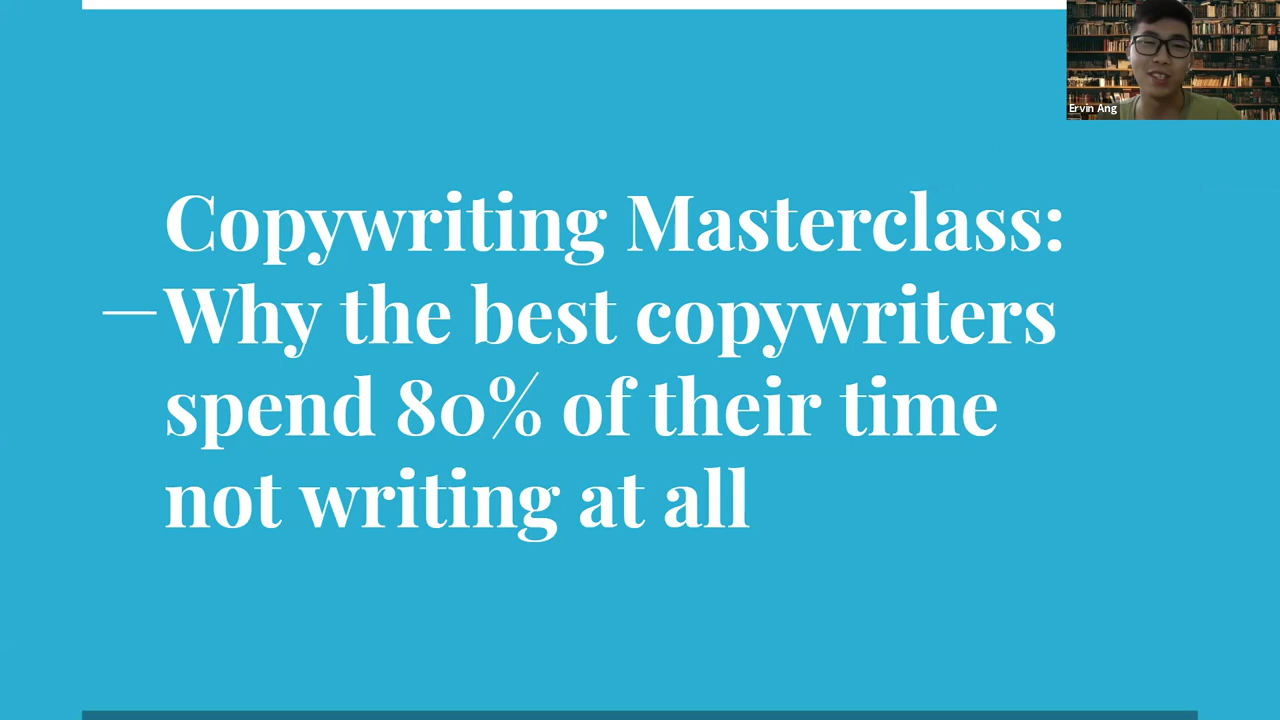 Ervin Ang
Copywriting Masterclass:
Why the best copywriters
spend 80% of their time
not writing at all